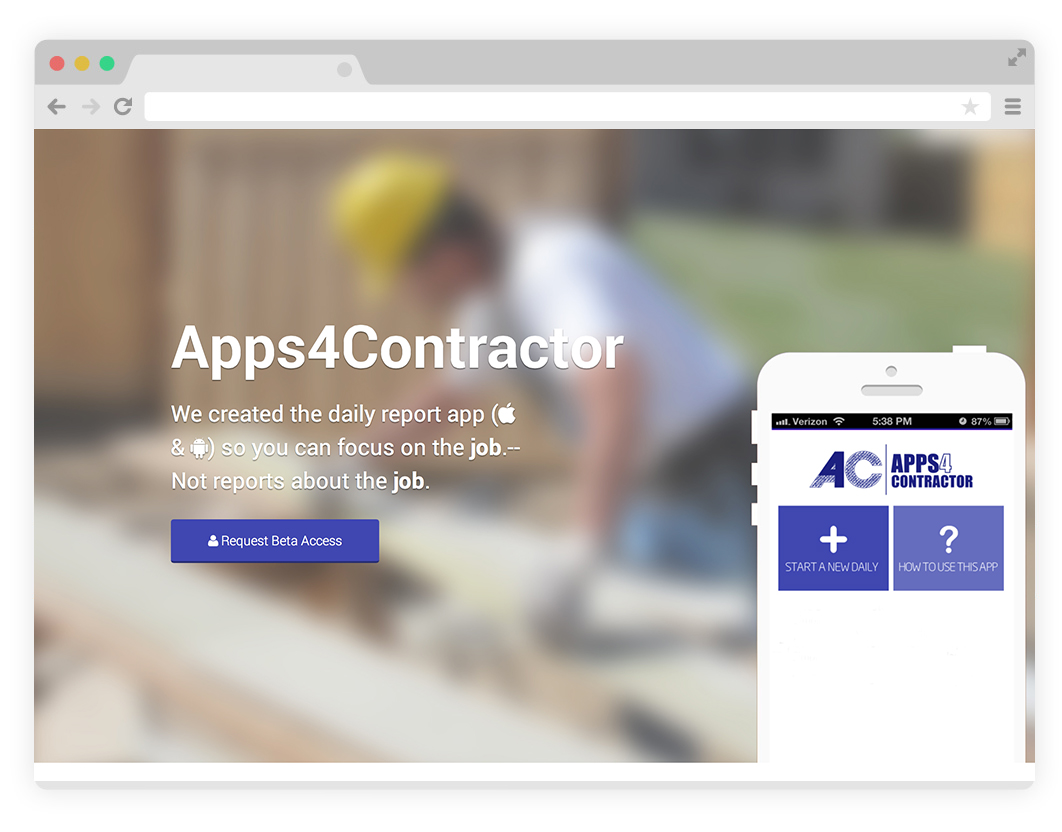 Apps4Contractor
We created the daily report app (
& ) so you can focus on the job.--
Not reports about the job.
Request Beta Access
Verizon 5:38 PM 87%
AC APPS4
CONTRACTOR
START A NEW DAILY
HOW TO USE THIS APP